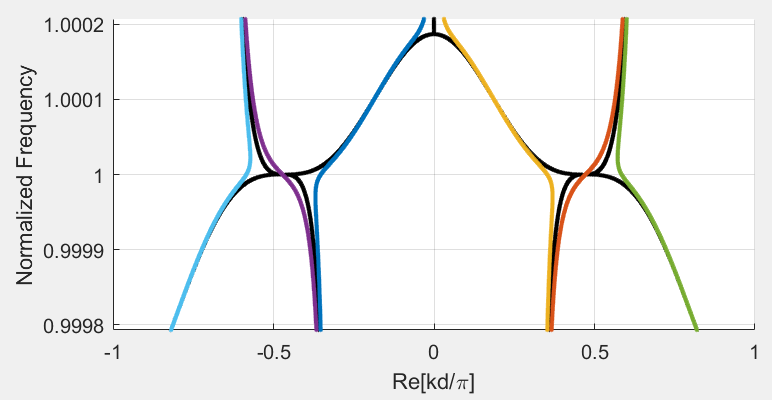 1.0002
1.0001
1
0.9999
0.9998
Normalized Frequency
-1 -0.5 0 0.5 1
Re[kd/π]